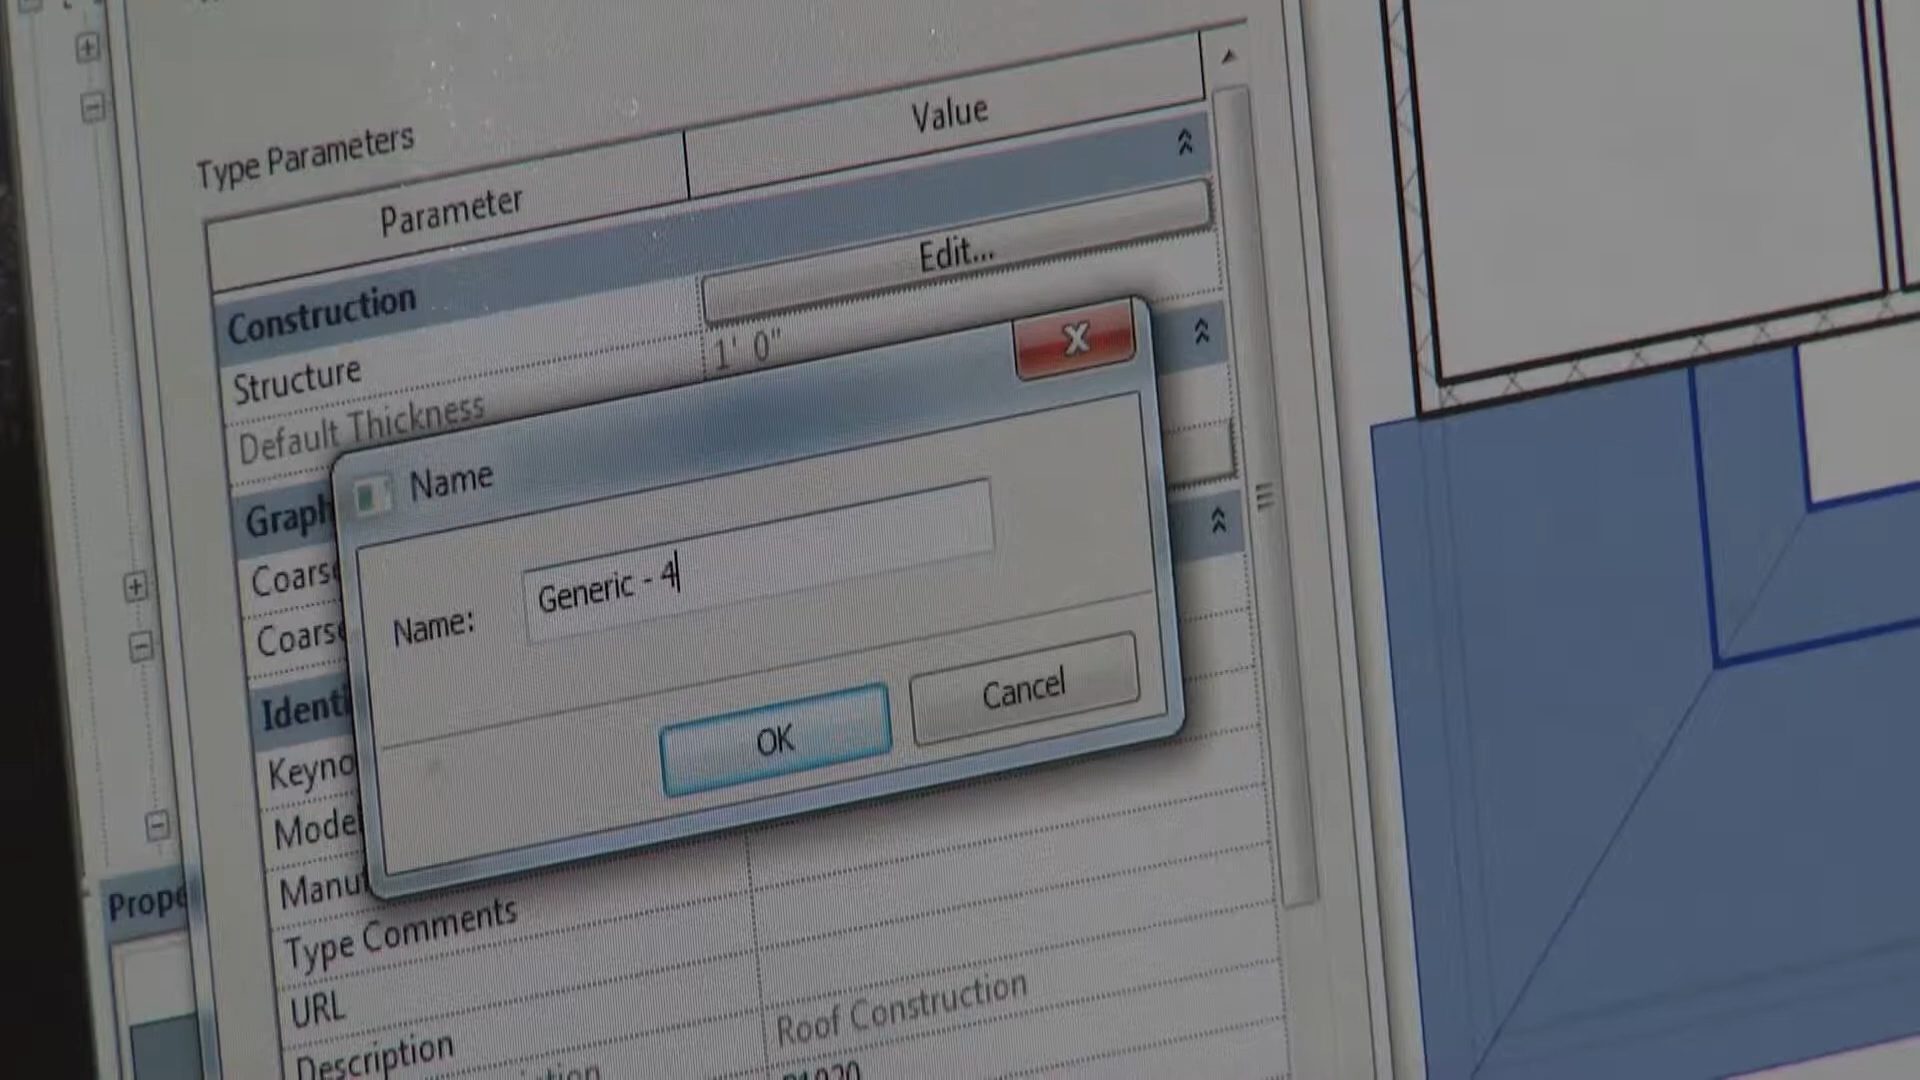 Type Parameters
Parameter
Value
Construction
Structure
Edit...
Default Thickness
1' 0"
Name
Name:
Generic - 4
OK
Cancel
Type Comments
URL
Description
Roof Construction